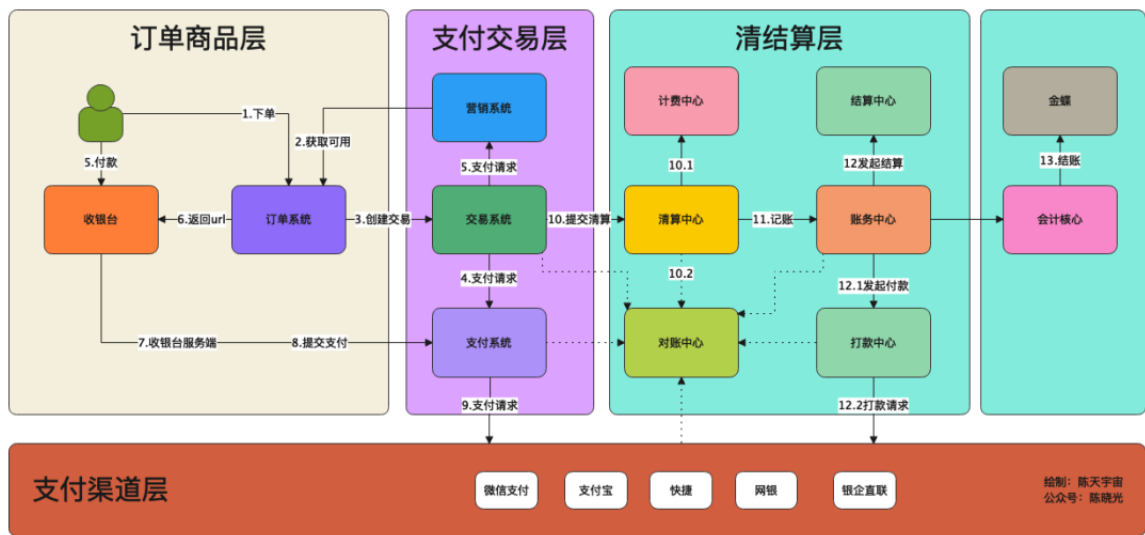 订单商品层
支付交易层
清结算层
营销系统
计费中心
结算中心
金蝶
1.下单
2.获取可用
5.付款
5.支付请求
10.1
12发起结算
13.结账
收银台
6.返回url
订单系统
3.创建交易
交易系统
10.提交清算
清算中心
11.记账
账务中心
会计核心
4.支付请求
10.2
12.1发起付款
7.收银台服务端
8.提交支付
支付系统
对账中心
打款中心
9.支付请求
12.2打款请求
支付渠道层
微信支付
支付宝
快捷
网银
银企直联
绘制：陈天宇宙
公众号：陈晓光